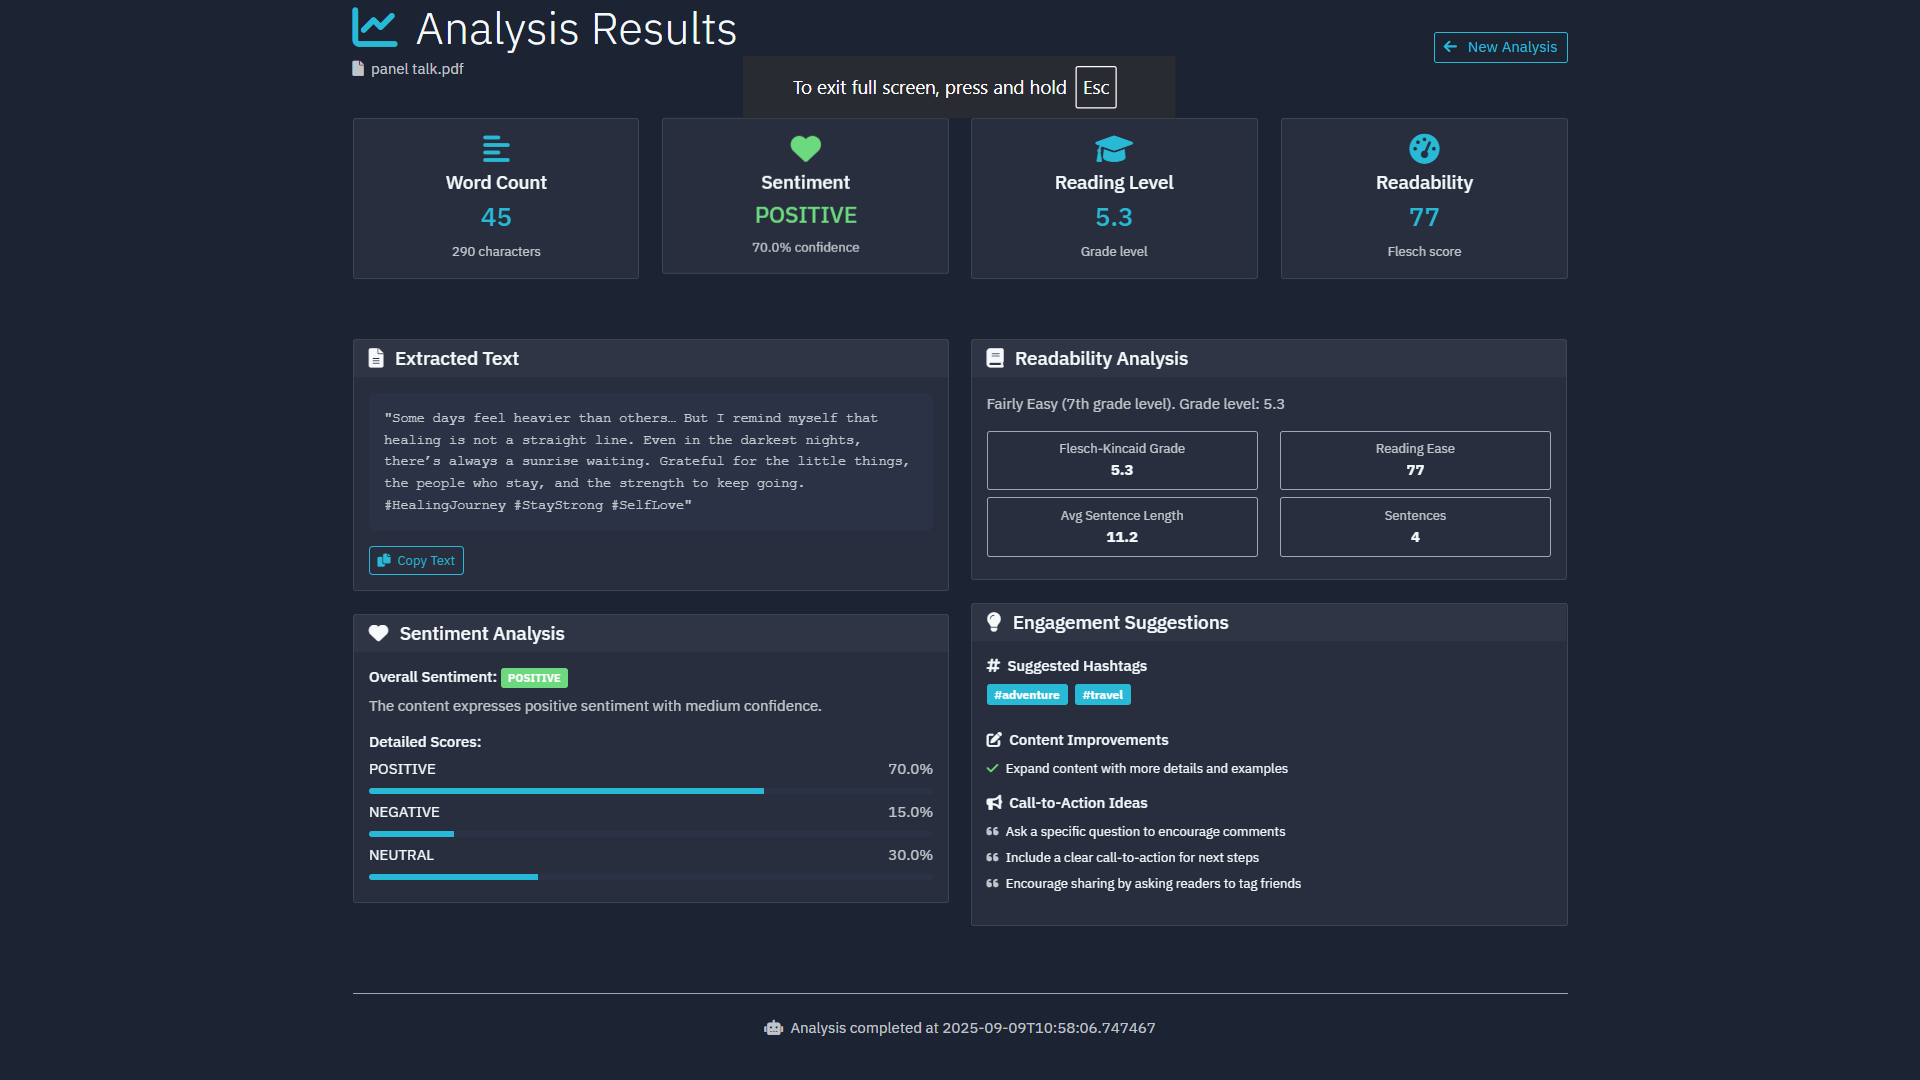 Analysis Results
panel talk.pdf
New Analysis
To exit full screen, press and hold Esc
Word Count
45
290 characters
Sentiment
POSITIVE
70.0% confidence
Reading Level
5.3
Grade level
Readability
77
Flesch score
Extracted Text
"Some days feel heavier than others… But I remind myself that
healing is not a straight line. Even in the darkest nights,
there’s always a sunrise waiting. Grateful for the little things,
the people who stay, and the strength to keep going.
#HealingJourney #StayStrong #SelfLove"
Copy Text
Sentiment Analysis
Overall Sentiment: POSITIVE
The content expresses positive sentiment with medium confidence.
Detailed Scores:
POSITIVE 70.0%
NEGATIVE 15.0%
NEUTRAL 30.0%
Readability Analysis
Fairly Easy (7th grade level). Grade level: 5.3
Flesch-Kincaid Grade
5.3
Reading Ease
77
Avg Sentence Length
11.2
Sentences
4
Engagement Suggestions
Suggested Hashtags
#adventure #travel
Content Improvements
Expand content with more details and examples
Call-to-Action Ideas
Ask a specific question to encourage comments
Include a clear call-to-action for next steps
Encourage sharing by asking readers to tag friends
Analysis completed at 2025-09-09T10:58:06.747467